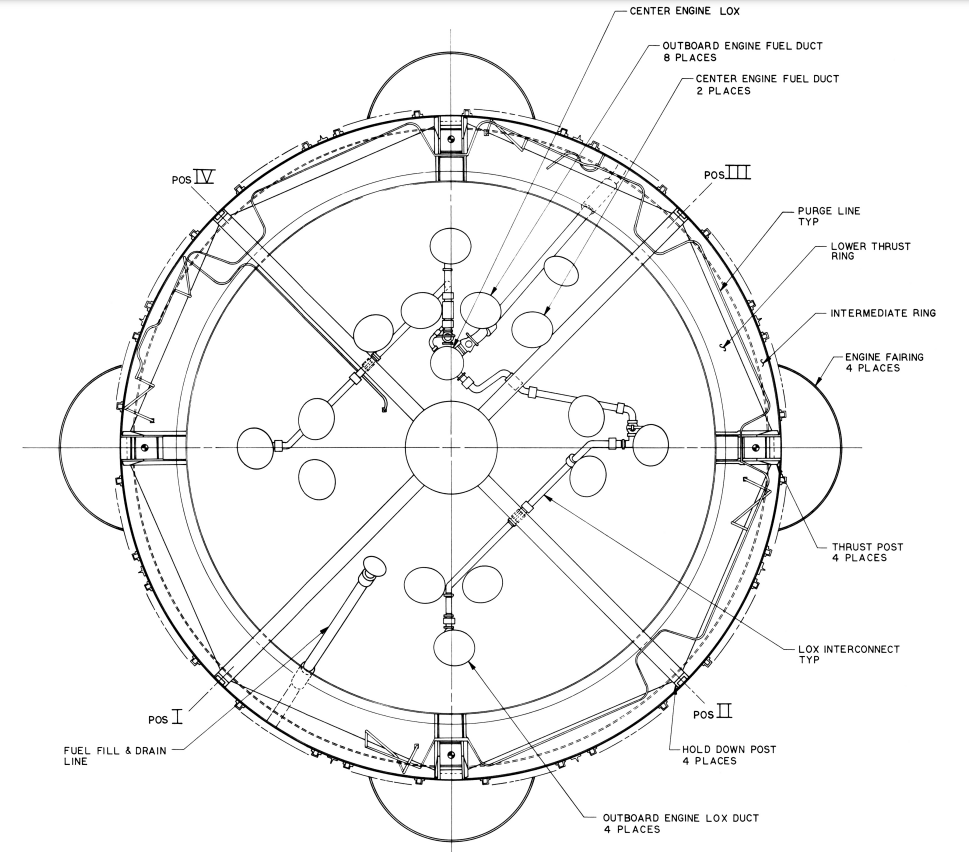 CENTER ENGINE LOX
OUTBOARD ENGINE FUEL DUCT
8 PLACES
CENTER ENGINE FUEL DUCT
2 PLACES
POS IV
POS III
PURGE LINE
TYP
LOWER THRUST
RING
INTERMEDIATE RING
ENGINE FAIRING
4 PLACES
THRUST POST
4 PLACES
LOX INTERCONNECT
TYP
POS I
POS II
FUEL FILL & DRAIN
LINE
HOLD DOWN POST
4 PLACES
OUTBOARD ENGINE LOX DUCT
4 PLACES